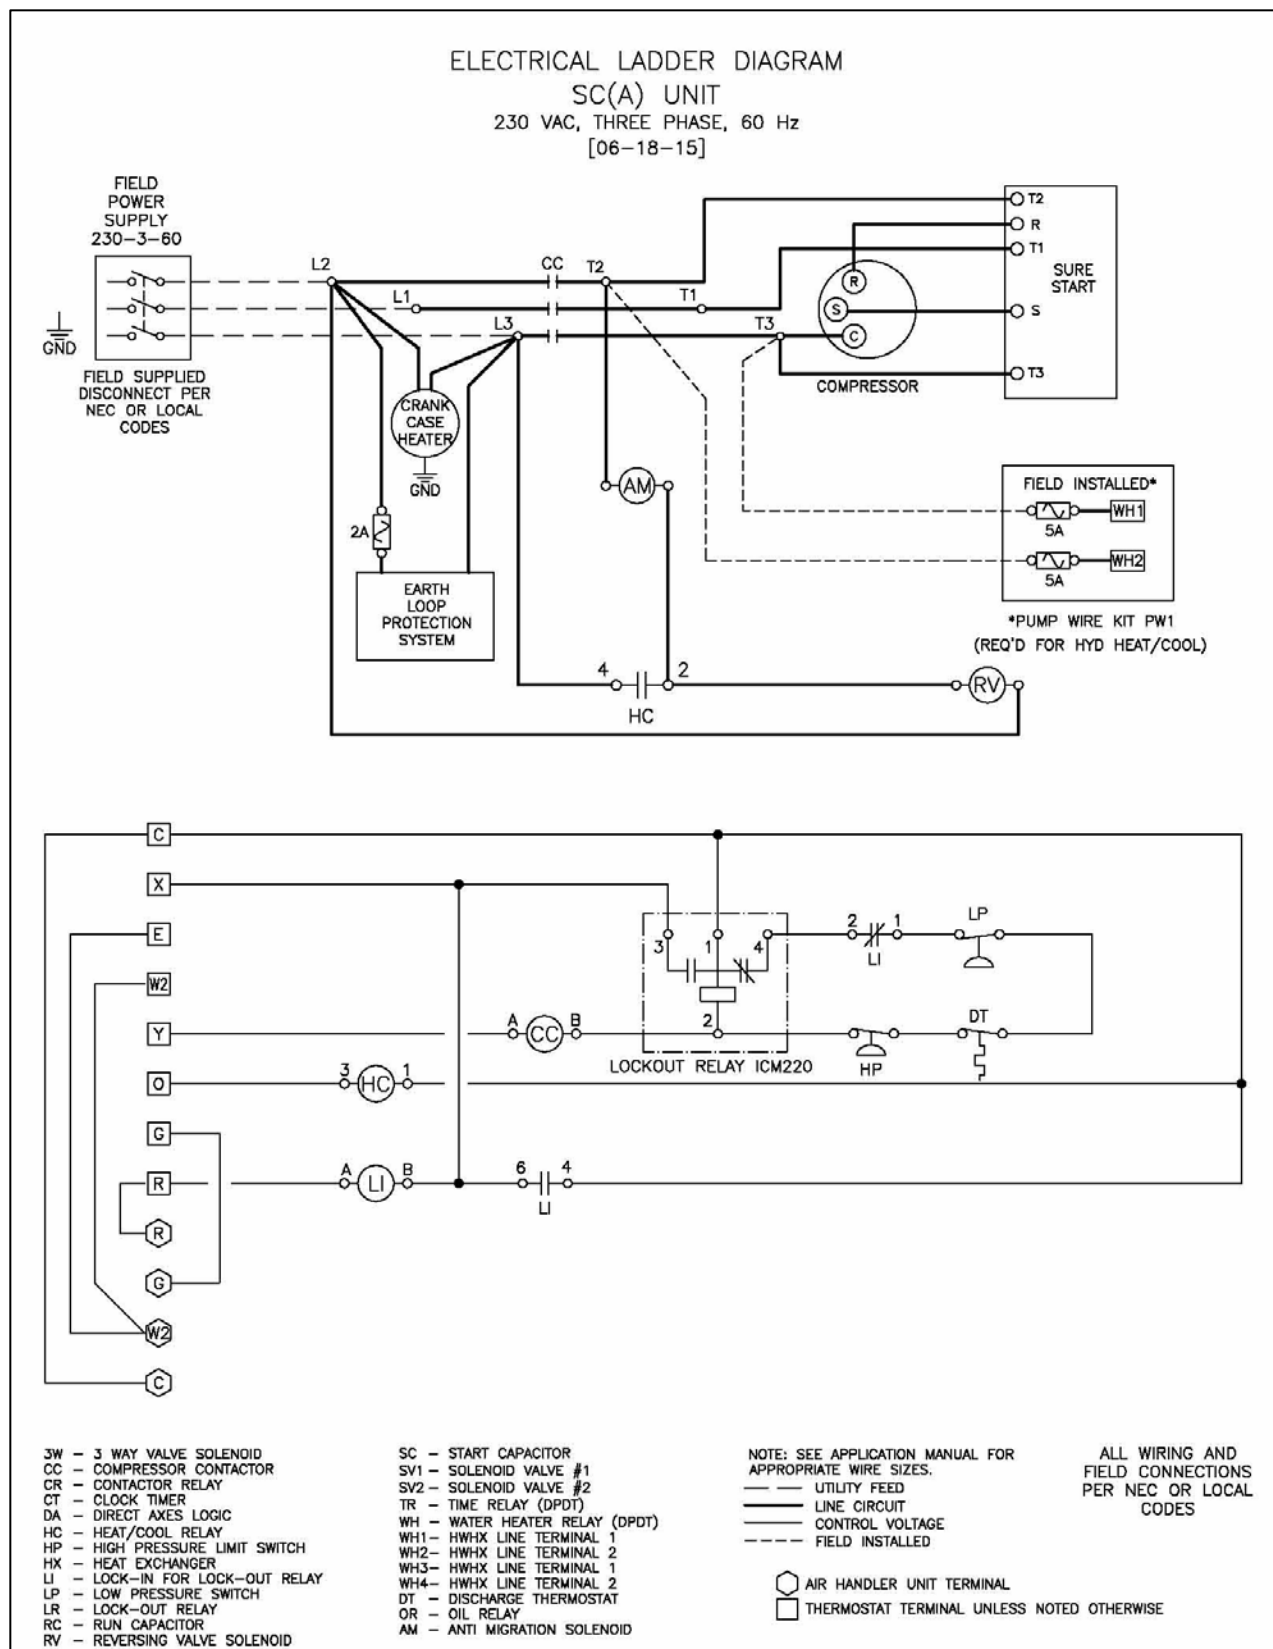 ELECTRICAL LADDER DIAGRAM
SC(A) UNIT
230 VAC, THREE PHASE, 60 Hz
[06-18-15]
FIELD
POWER
SUPPLY
230-3-60
GND
FIELD SUPPLIED
DISCONNECT PER
NEC OR LOCAL
CODES
L2
CC
T2
L1
T1
L3
T3
T2
R
T1
SURE
START
S
T3
R
S
C
COMPRESSOR
CRANK
CASE
HEATER
GND
2A
EARTH
LOOP
PROTECTION
SYSTEM
AM
FIELD INSTALLED*
WH1
5A
WH2
5A
*PUMP WIRE KIT PW1
(REQ'D FOR HYD HEAT/COOL)
4
2
HC
RV
C
X
E
W2
Y
O
G
R
R
G
W2
C
3
1
4
2
1
LI
LP
A
CC
B
2
HP
DT
LOCKOUT RELAY ICM220
3
HC
1
A
LI
B
6
4
LI
3W - 3 WAY VALVE SOLENOID
CC - COMPRESSOR CONTACTOR
CR - CONTACTOR RELAY
CT - CLOCK TIMER
DA - DIRECT AXES LOGIC
HC - HEAT/COOL RELAY
HP - HIGH PRESSURE LIMIT SWITCH
HX - HEAT EXCHANGER
LI - LOCK-IN FOR LOCK-OUT RELAY
LP - LOW PRESSURE SWITCH
LR - LOCK-OUT RELAY
RC - RUN CAPACITOR
RV - REVERSING VALVE SOLENOID
SC - START CAPACITOR
SV1 - SOLENOID VALVE #1
SV2 - SOLENOID VALVE #2
TR - TIME RELAY (DPDT)
WH - WATER HEATER RELAY (DPDT)
WH1- HWHX LINE TERMINAL 1
WH2- HWHX LINE TERMINAL 2
WH3- HWHX LINE TERMINAL 1
WH4- HWHX LINE TERMINAL 2
DT - DISCHARGE THERMOSTAT
OR - OIL RELAY
AM - ANTI MIGRATION SOLENOID
NOTE: SEE APPLICATION MANUAL FOR
APPROPRIATE WIRE SIZES.
UTILITY FEED
LINE CIRCUIT
CONTROL VOLTAGE
FIELD INSTALLED
AIR HANDLER UNIT TERMINAL
THERMOSTAT TERMINAL UNLESS NOTED OTHERWISE
ALL WIRING AND
FIELD CONNECTIONS
PER NEC OR LOCAL
CODES